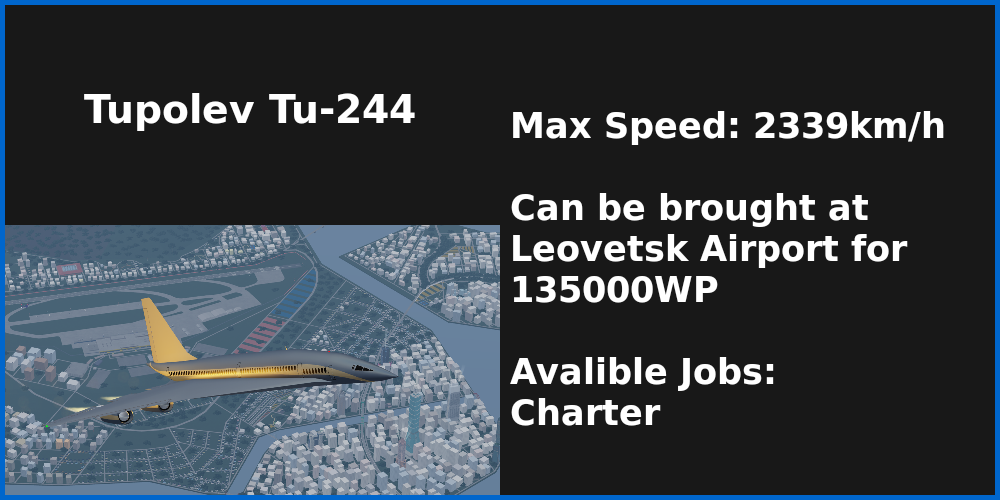 Tupolev Tu-244
Max Speed: 2339km/h
Can be brought at
Leovetsk Airport for
135000WP
Avalible Jobs:
Charter